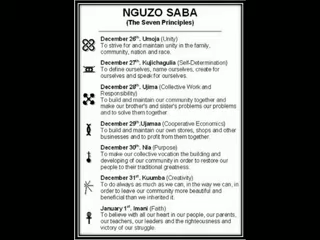 NGUZO SABA
(The Seven Principles)
December 26th. Umoja (Unity)
To strive for and maintain unity in the family,
community, nation and race.
December 27th. Kujichagulia (Self-Determination)
To define ourselves, name ourselves, create for
ourselves and speak for ourselves.
December 28th. Ujima (Collective Work and
Responsibility)
To build and maintain our community together and
make our brother's and sister's problems our problems
and to solve them together.
December 29th.Ujamaa (Cooperative Economics)
To build and maintain our own stores, shops and other
businesses and to profit from them together.
December 30th. Nia (Purpose)
To make our collective vocation the building and
developing of our community in order to restore our
people to their traditional greatness.
December 31st. Kuumba (Creativity)
To do always as much as we can, in the way we can, in
order to leave our community more beautiful and
beneficial than we inherited it.
January 1st, Imani (Faith)
To believe with all our heart in our people, our parents,
our teachers, our leaders and the righteousness and
victory of our struggle.